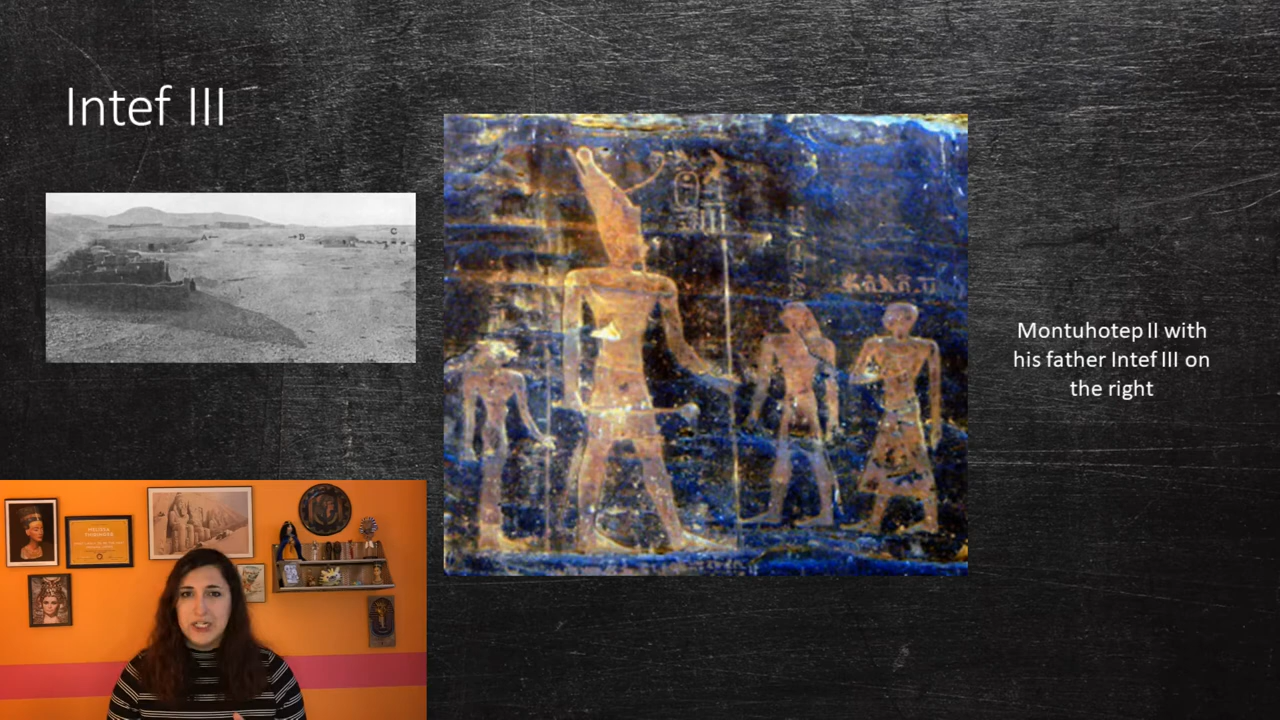 Intef III
A
B
C
Montuhotep II with
his father Intef III on
the right